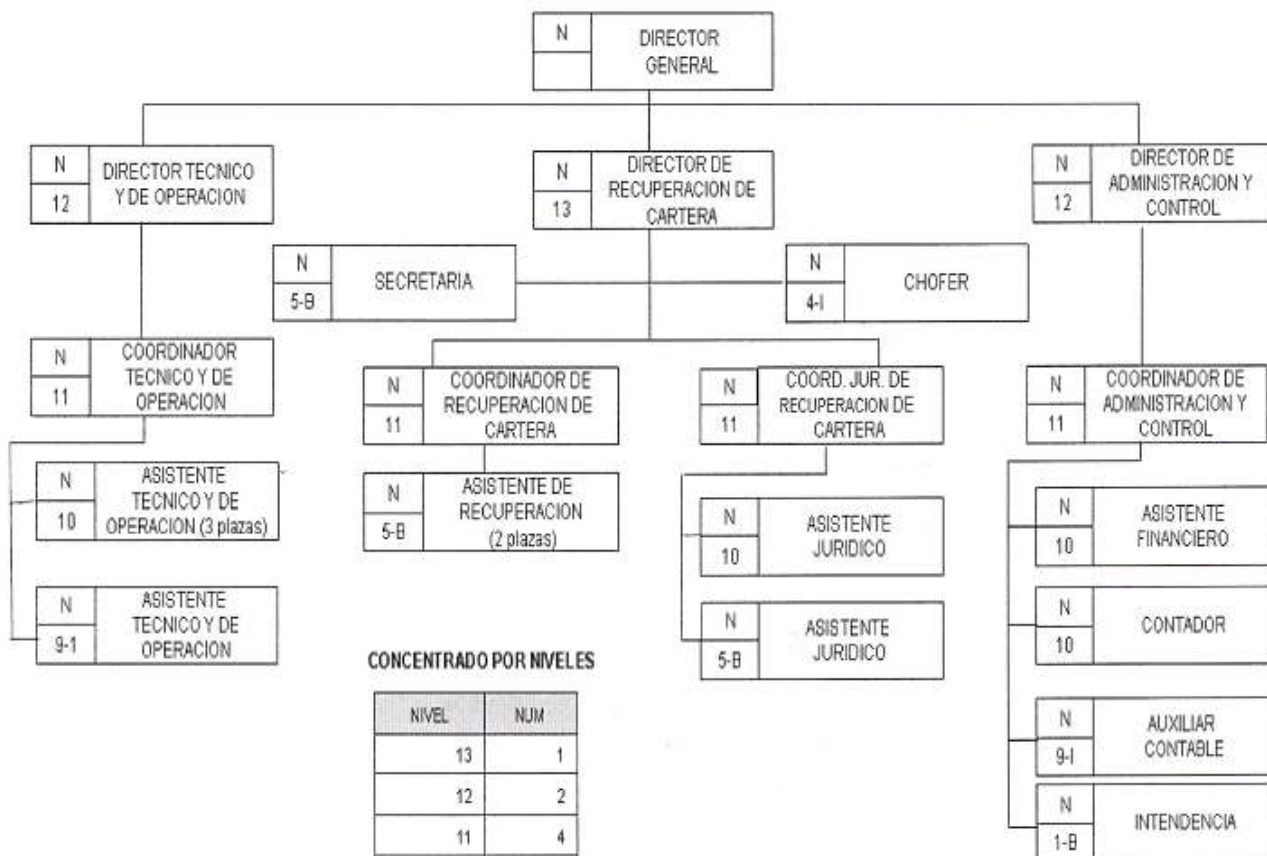 N
DIRECTOR
GENERAL
N
12
DIRECTOR TECNICO
Y DE OPERACION
N
13
DIRECTOR DE
RECUPERACION DE
CARTERA
N
12
DIRECTOR DE
ADMINISTRACION Y
CONTROL
N
5-B
SECRETARIA
N
4-I
CHOFER
N
11
COORDINADOR
TECNICO Y DE
OPERACION
N
11
COORDINADOR DE
RECUPERACION DE
CARTERA
N
11
COORD. JUR. DE
RECUPERACION DE
CARTERA
N
11
COORDINADOR DE
ADMINISTRACION Y
CONTROL
N
10
ASISTENTE
TECNICO Y DE
OPERACION (3 plazas)
N
5-B
ASISTENTE DE
RECUPERACION
(2 plazas)
N
10
ASISTENTE
JURIDICO
N
10
ASISTENTE
FINANCIERO
N
9-1
ASISTENTE
TECNICO Y DE
OPERACION
N
5-B
ASISTENTE
JURIDICO
N
10
CONTADOR
N
9-I
AUXILIAR
CONTABLE
N
1-B
INTENDENCIA
CONCENTRADO POR NIVELES
NIVEL NUM
13 1
12 2
11 4